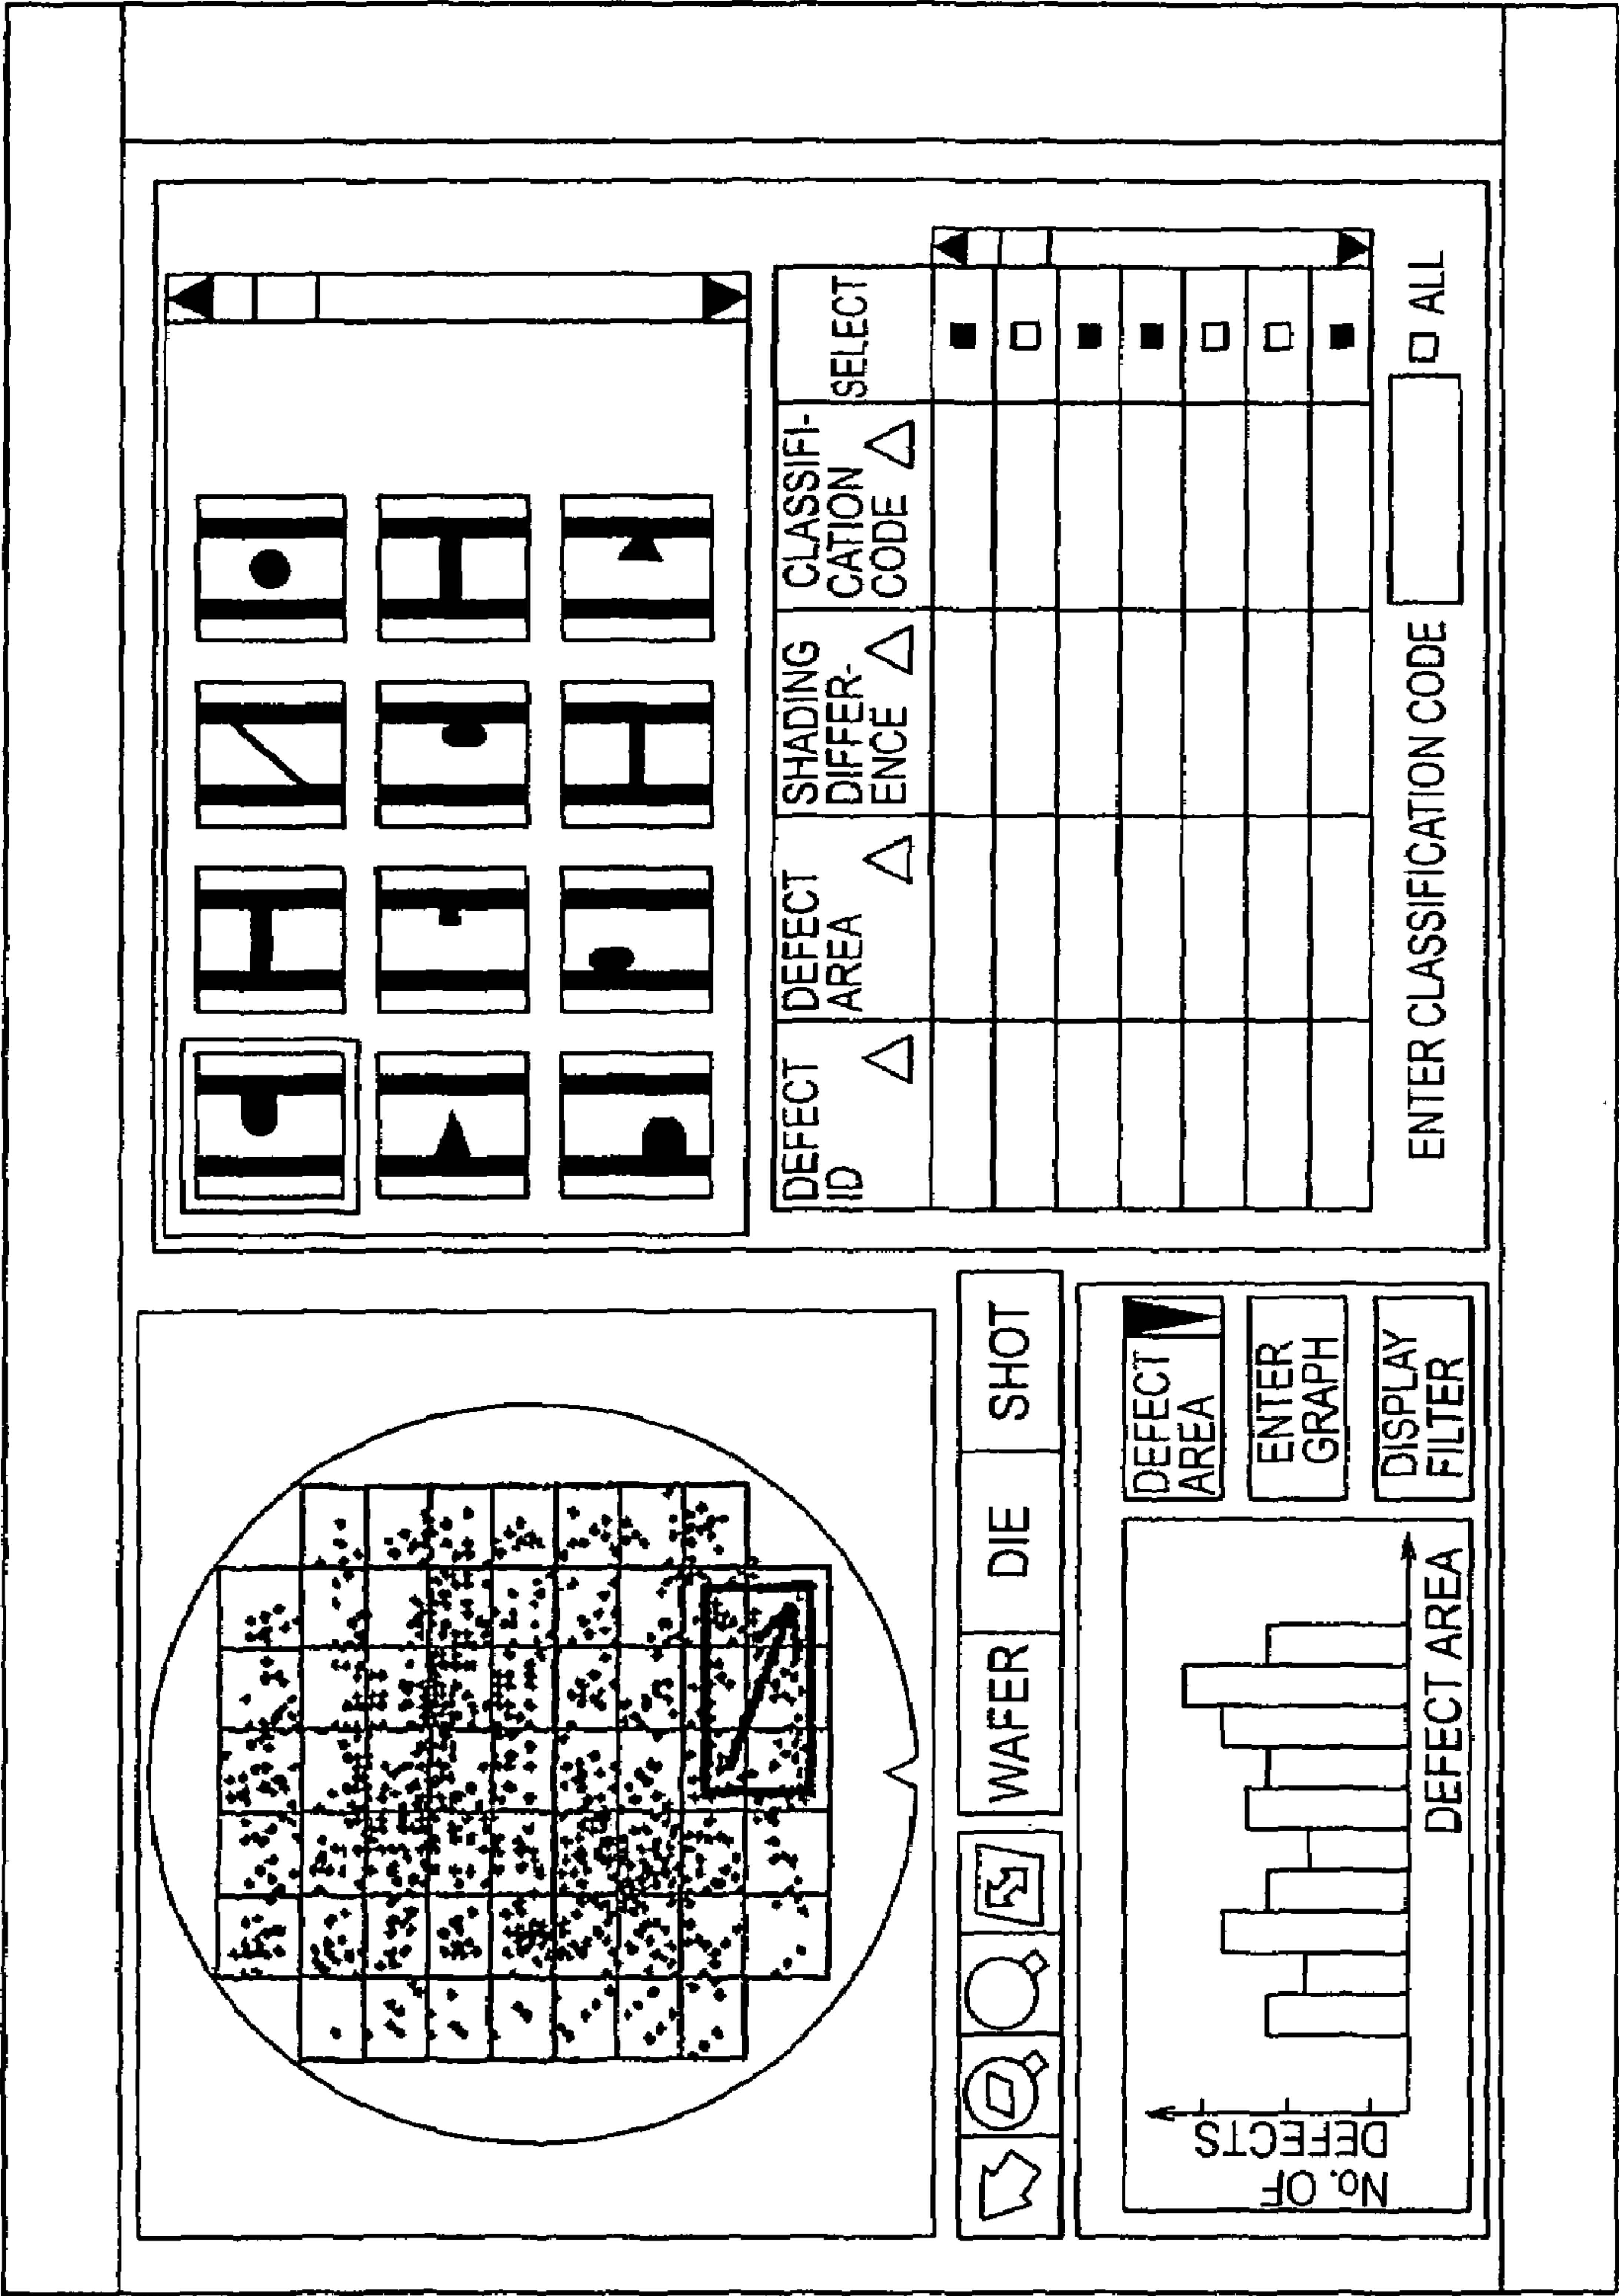 WAFER
DIE
SHOT
No. OF
DEFECTS
DEFECT AREA
DEFECT
AREA
ENTER
GRAPH
DISPLAY
FILTER
DEFECT
ID
DEFECT
AREA
SHADING
DIFFER-
ENCE
CLASSIFI-
CATION
CODE
SELECT
ENTER CLASSIFICATION CODE
ALL